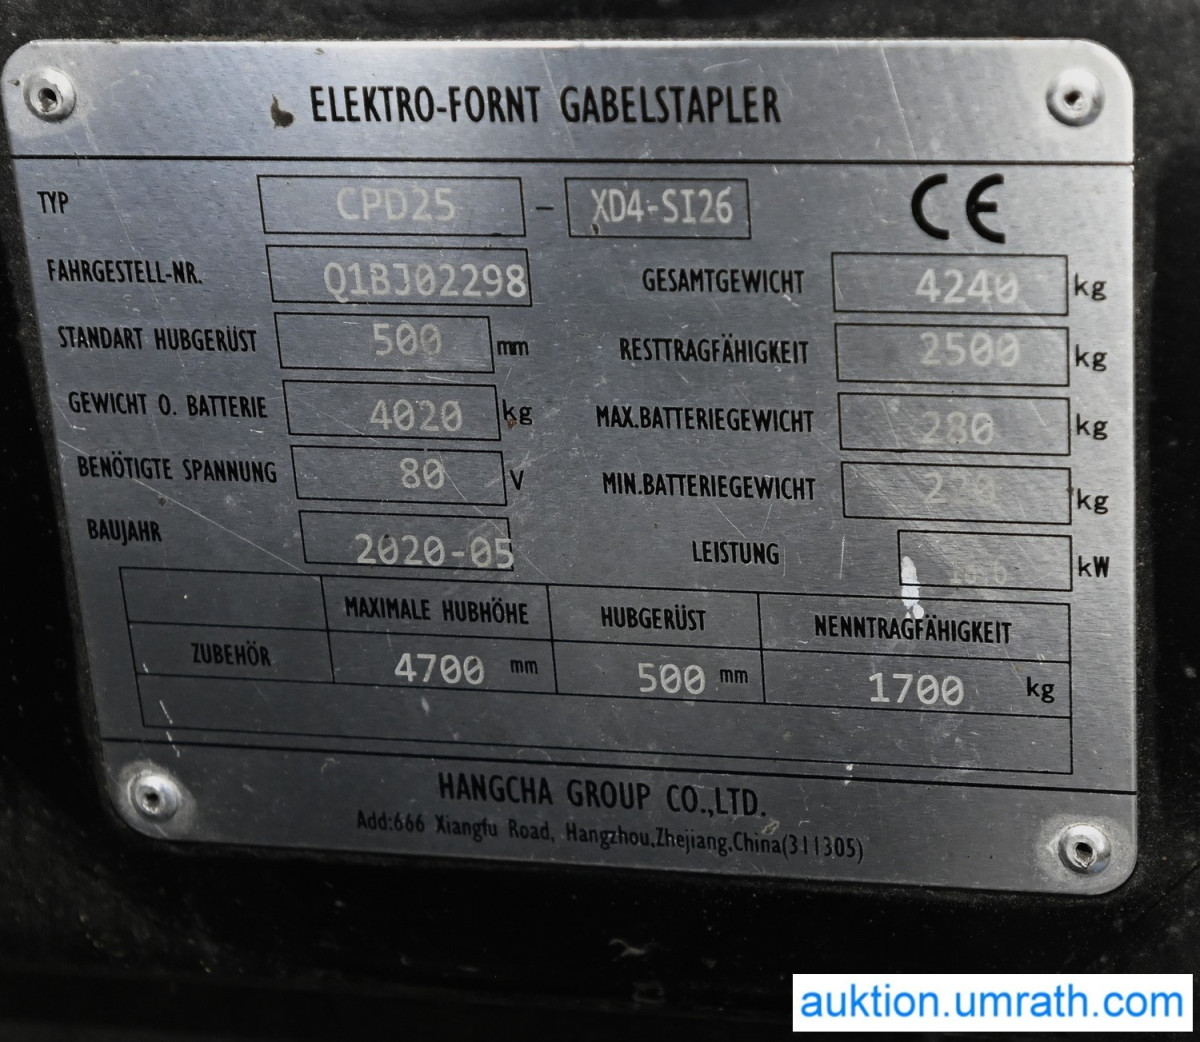 ELEKTRO-FORNT GABELSTAPLER
TYP CPD25 - XD4-SI26 CE
FAHRGESTELL-NR. Q1BJ02298 GESAMTGEWICHT 4240 kg
STANDART HUBGERÜST 500 mm RESTTRAGFÄHIGKEIT 2500 kg
GEWICHT O. BATTERIE 4020 kg MAX.BATTERIEGEWICHT 280 kg
BENÖTIGTE SPANNUNG 80 V MIN.BATTERIEGEWICHT kg
BAUJAHR 2020-05 LEISTUNG kW
MAXIMALE HUBHÖHE HUBGERÜST NENNTRAGFÄHIGKEIT
ZUBEHÖR 4700 mm 500 mm 1700 kg
HANGCHA GROUP CO.,LTD.
Add:666 Xiangfu Road, Hangzhou,Zhejiang,China(311305)
auktion.umrath.com